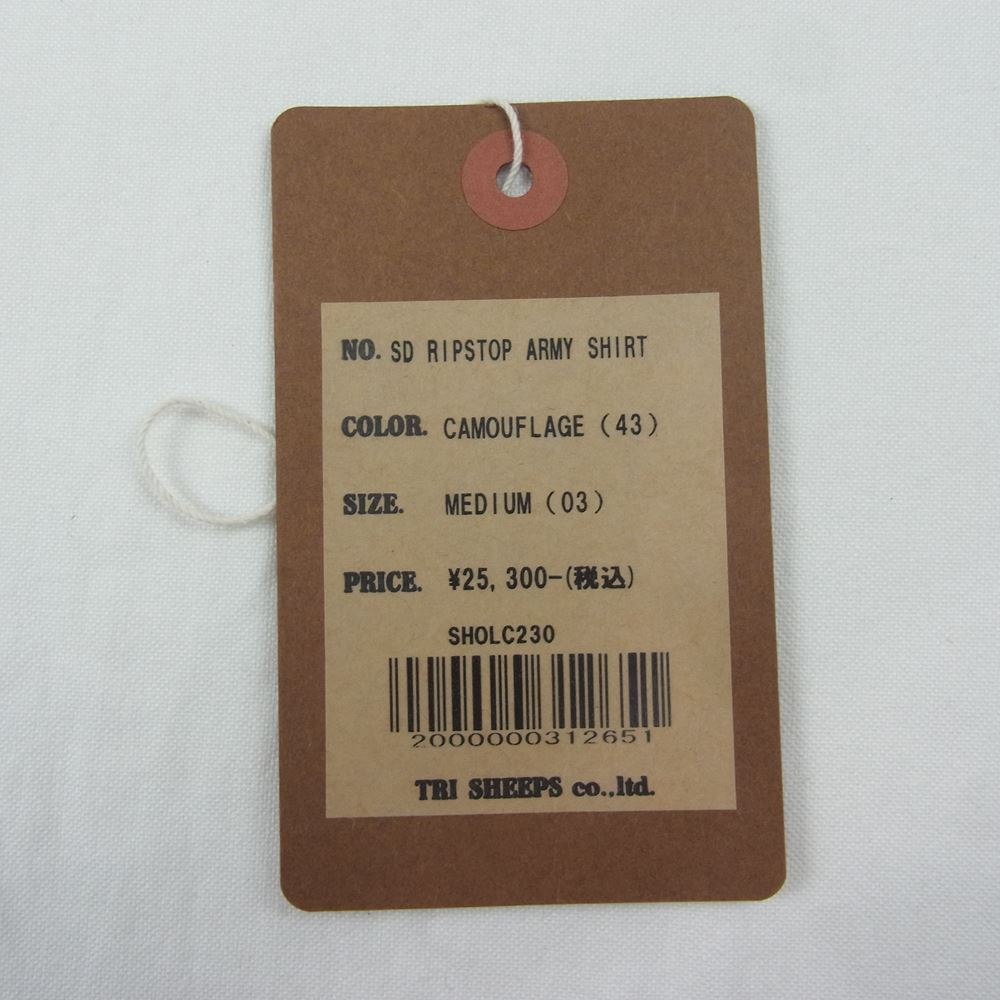 NO. SD RIPSTOP ARMY SHIRT
COLOR. CAMOUFLAGE (43)
SIZE. MEDIUM (03)
PRICE. ¥25,300-(税込)
SHOLC230
2000000312651
TRI SHEEPS co.,ltd.